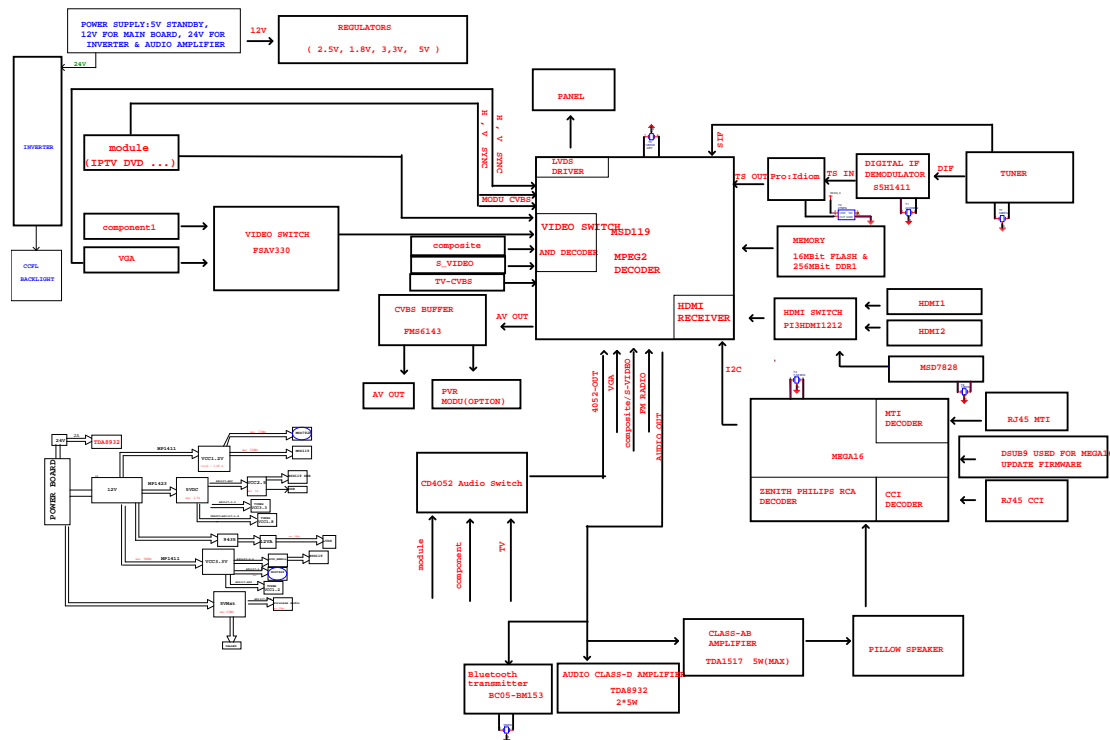 POWER SUPPLY:5V STANDBY,
12V FOR MAIN BOARD, 24V FOR
INVERTER & AUDIO AMPLIFIER
12V
REGULATORS
( 2.5V, 1.8V, 3,3V, 5V )
24V
INVERTER
CCFL
BACKLIGHT
module
(IPTV DVD ...)
component1
VGA
VIDEO SWITCH
FSAV330
H , V SYNC
H , V SYNC
MODU CVBS
PANEL
LVDS
DRIVER
VIDEO SWITCH
AND DECODER
MSD119
MPEG2
DECODER
HDMI
RECEIVER
composite
S_VIDEO
TV-CVBS
CVBS BUFFER
FMS6143
AV OUT
AV OUT
PVR
MODU(OPTION)
SIF
TS OUT
Pro:Idiom
TS IN
DIGITAL IF
DEMODULATOR
S5H1411
DIF
TUNER
MEMORY
16MBit FLASH &
256MBit DDR1
HDMI SWITCH
PI3HDMI1212
HDMI1
HDMI2
MSD7828
I2C
MTI
DECODER
MEGA16
ZENITH PHILIPS RCA
DECODER
CCI
DECODER
RJ45 MTI
DSUB9 USED FOR MEGA16
UPDATE FIRMWARE
RJ45 CCI
4052-OUT
VGA
composite/S-VIDEO
FM RADIO
AUDIO OUT
CD4052 Audio Switch
module
component
TV
Bluetooth
transmitter
BC05-BM153
AUDIO CLASS-D AMPLIFIER
TDA8932
2*5W
CLASS-AB
AMPLIFIER
TDA1517 5W(MAX)
PILLOW SPEAKER
POWER BOARD
24V
2A
TDA8932
12V
MP1411
VCC1.2V
MP1423
5VDC
MP1411
VCC3.3V